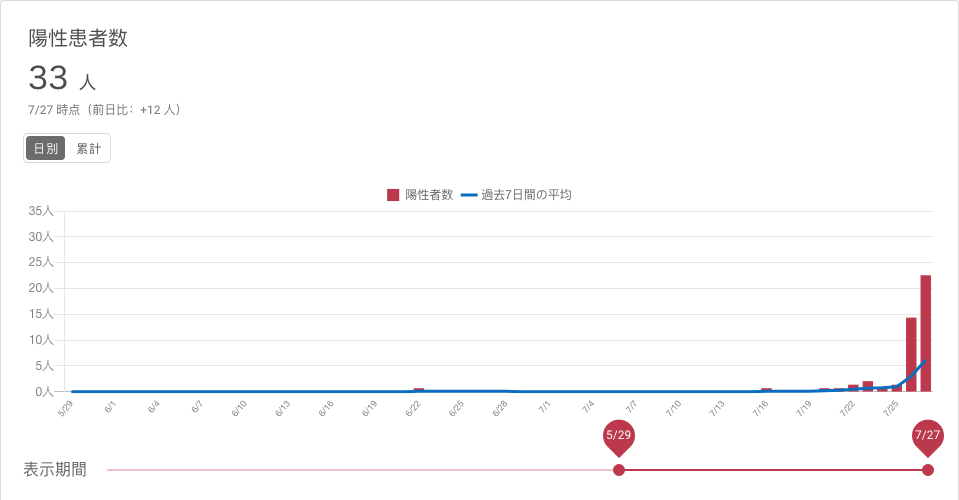 陽性患者数
33 人
7/27 時点（前日比：+12 人）
日別 累計
陽性者数 過去7日間の平均
35人
30人
25人
20人
15人
10人
5人
0人
5/29 6/1 6/4 6/7 6/10 6/13 6/16 6/19 6/22 6/25 6/28 7/1 7/4 7/7 7/10 7/13 7/16 7/19 7/22 7/25
5/29 7/27
表示期間